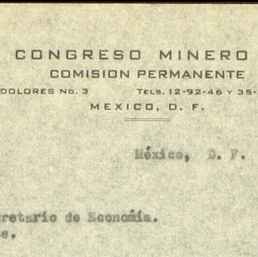 CONGRESO MINERO
COMISION PERMANENTE
DOLORES No. 3 TELS. 12-92-46 Y 35-
MEXICO, D. F.
México, D. F.
retario de Economía.
e.